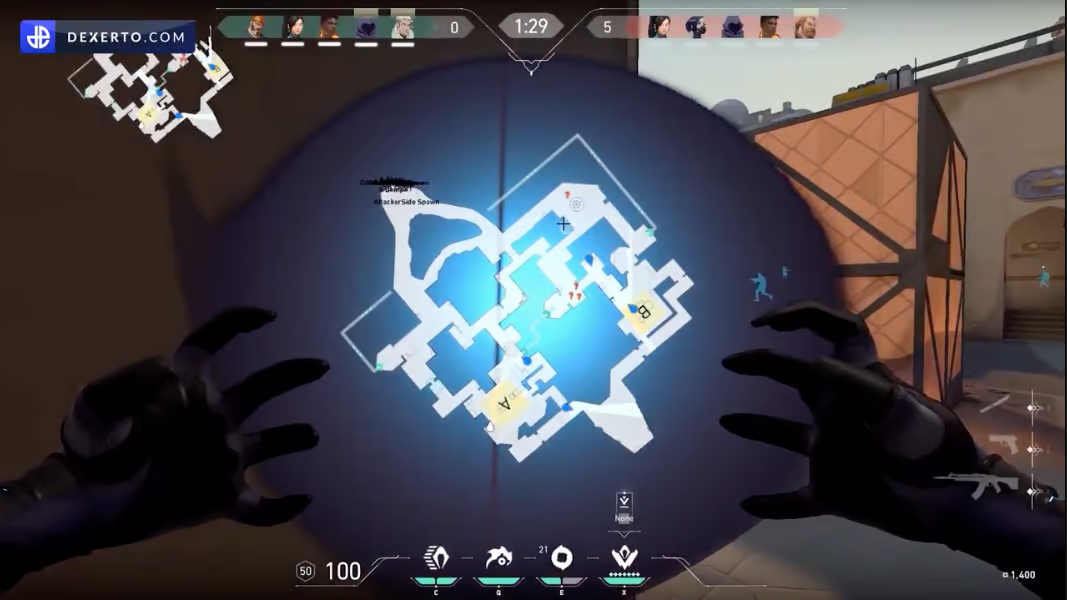 DEXERTO.COM
0
1:29
5
B
A
AttackerSide Spawn
B
A
None
21
50
100
C
Q
E
X
¤ 1,400